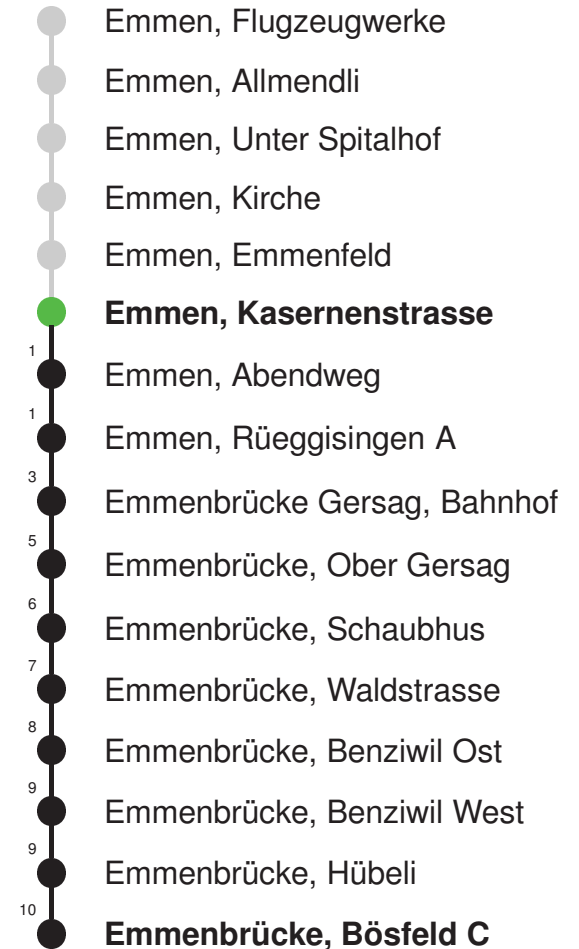 Emmen, Flugzeugwerke
Emmen, Allmendli
Emmen, Unter Spitalhof
Emmen, Kirche
Emmen, Emmenfeld
Emmen, Kasernenstrasse
1 Emmen, Abendweg
1 Emmen, Rüeggisingen A
3 Emmenbrücke Gersag, Bahnhof
5 Emmenbrücke, Ober Gersag
6 Emmenbrücke, Schaubhus
7 Emmenbrücke, Waldstrasse
8 Emmenbrücke, Benziwil Ost
9 Emmenbrücke, Benziwil West
9 Emmenbrücke, Hübeli
10 Emmenbrücke, Bösfeld C